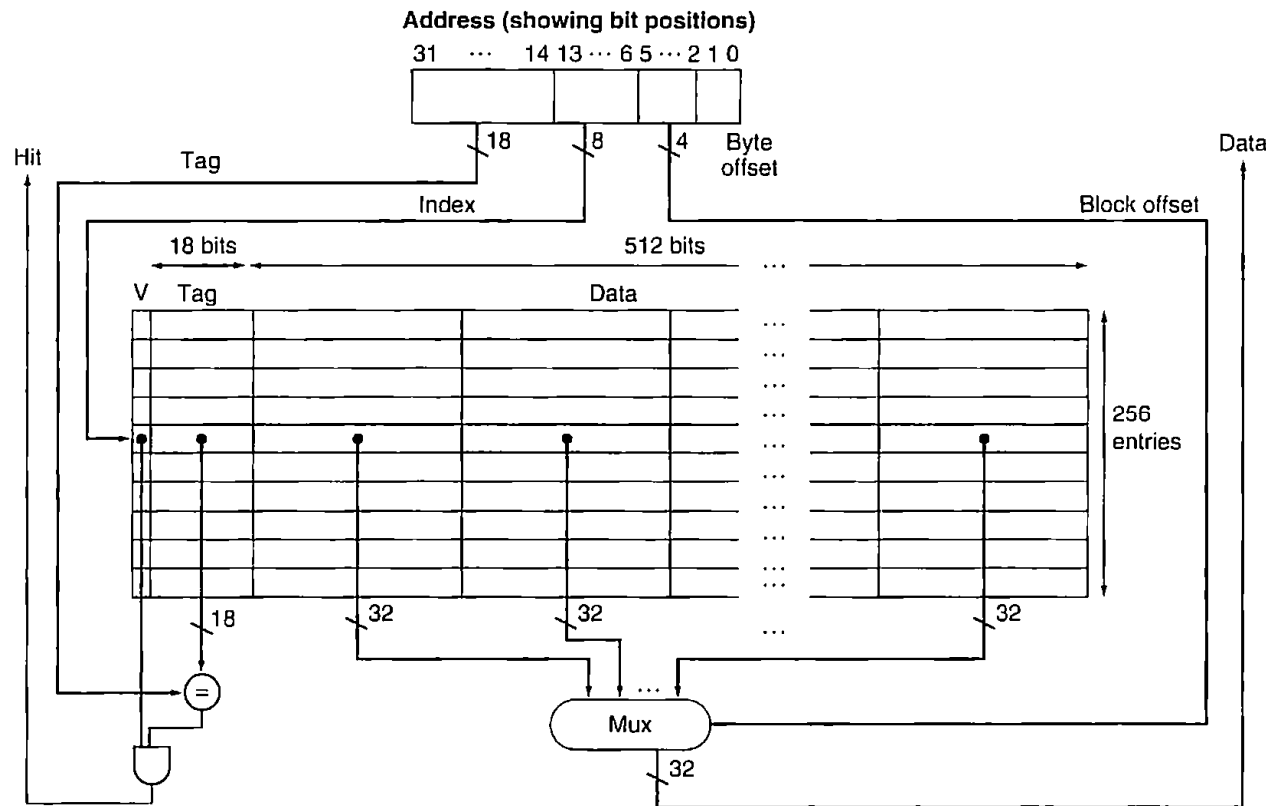 Address (showing bit positions)
31 ··· 14 13 ··· 6 5 ··· 2 1 0
18
8
4
Byte
offset
Hit
Tag
Data
Index
Block offset
18 bits
512 bits
···
V
Tag
Data
···
···
···
···
···
···
···
···
···
···
256
entries
18
32
32
···
32
=
···
Mux
32